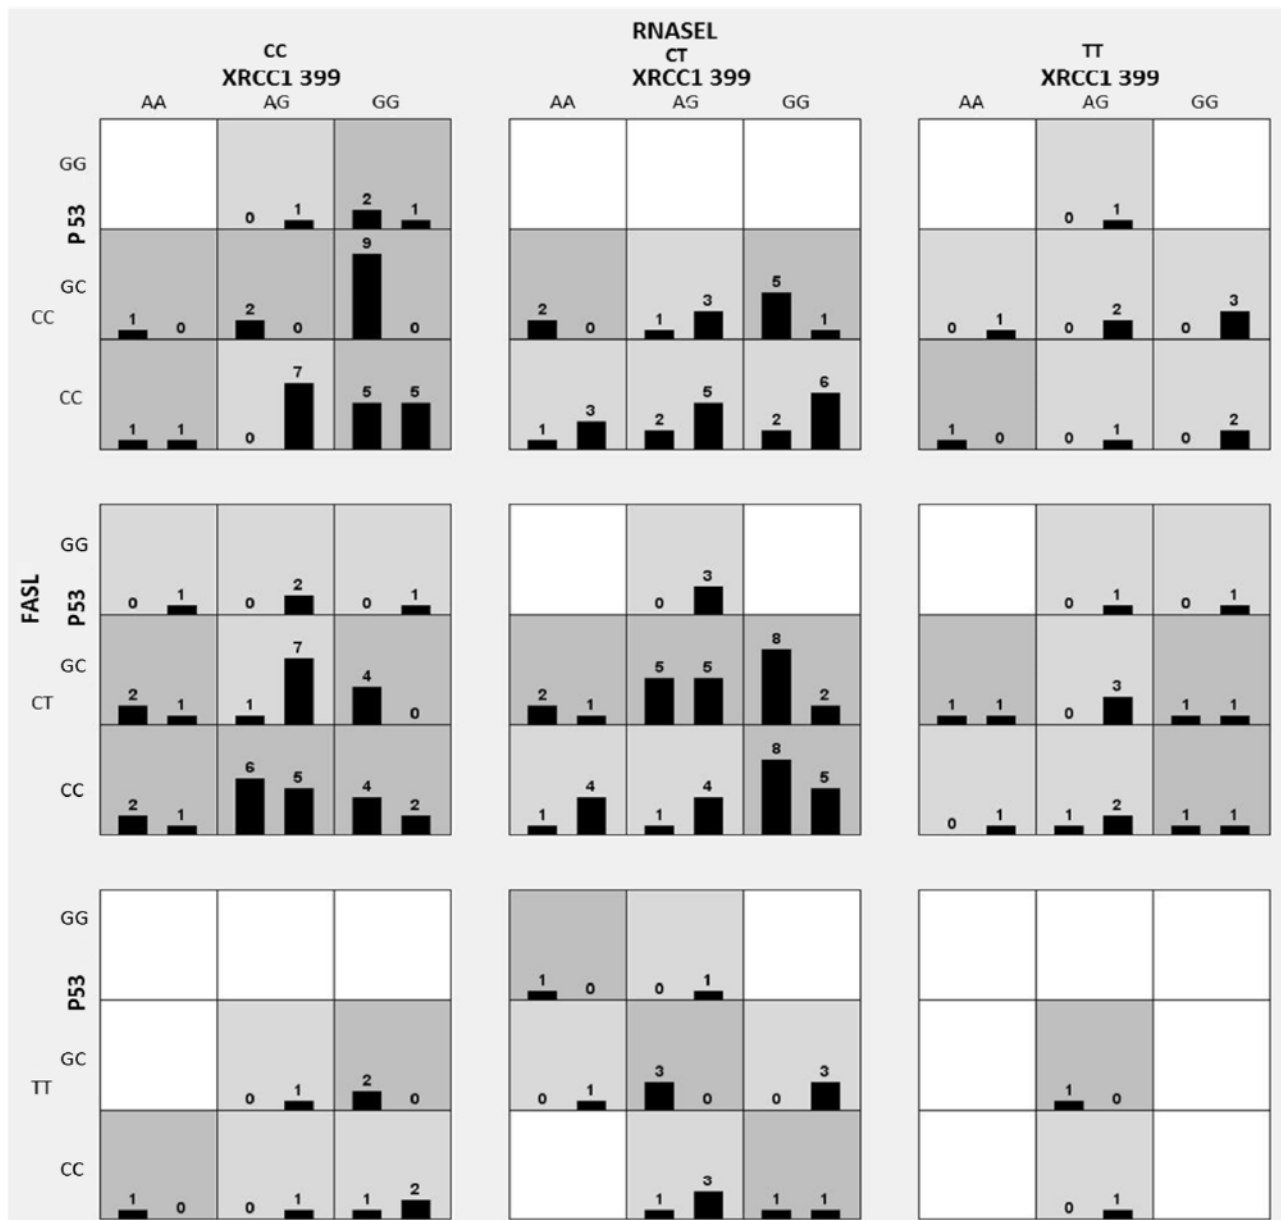 RNASEL
CC CT TT
XRCC1 399 XRCC1 399 XRCC1 399
AA AG GG AA AG GG AA AG GG
GG
0 1 2 1 0 1
P 53
GC
CC
1 0 2 0 9 0 2 0 1 3 5 1 0 1 0 2 0 3
CC
1 1 0 7 5 5 1 3 2 5 2 6 1 0 0 1 0 2
FASL
GG
0 1 0 2 0 1 0 3 0 1 0 1
P53
GC
CT
2 1 1 7 4 0 2 1 5 5 8 2 1 1 0 3 1 1
CC
2 1 6 5 4 2 1 4 1 4 8 5 0 1 1 2 1 1
GG
1 0 0 1
P53
GC
TT
0 1 2 0 0 1 3 0 0 3 1 0
CC
1 0 0 1 1 2 1 3 1 1 0 1